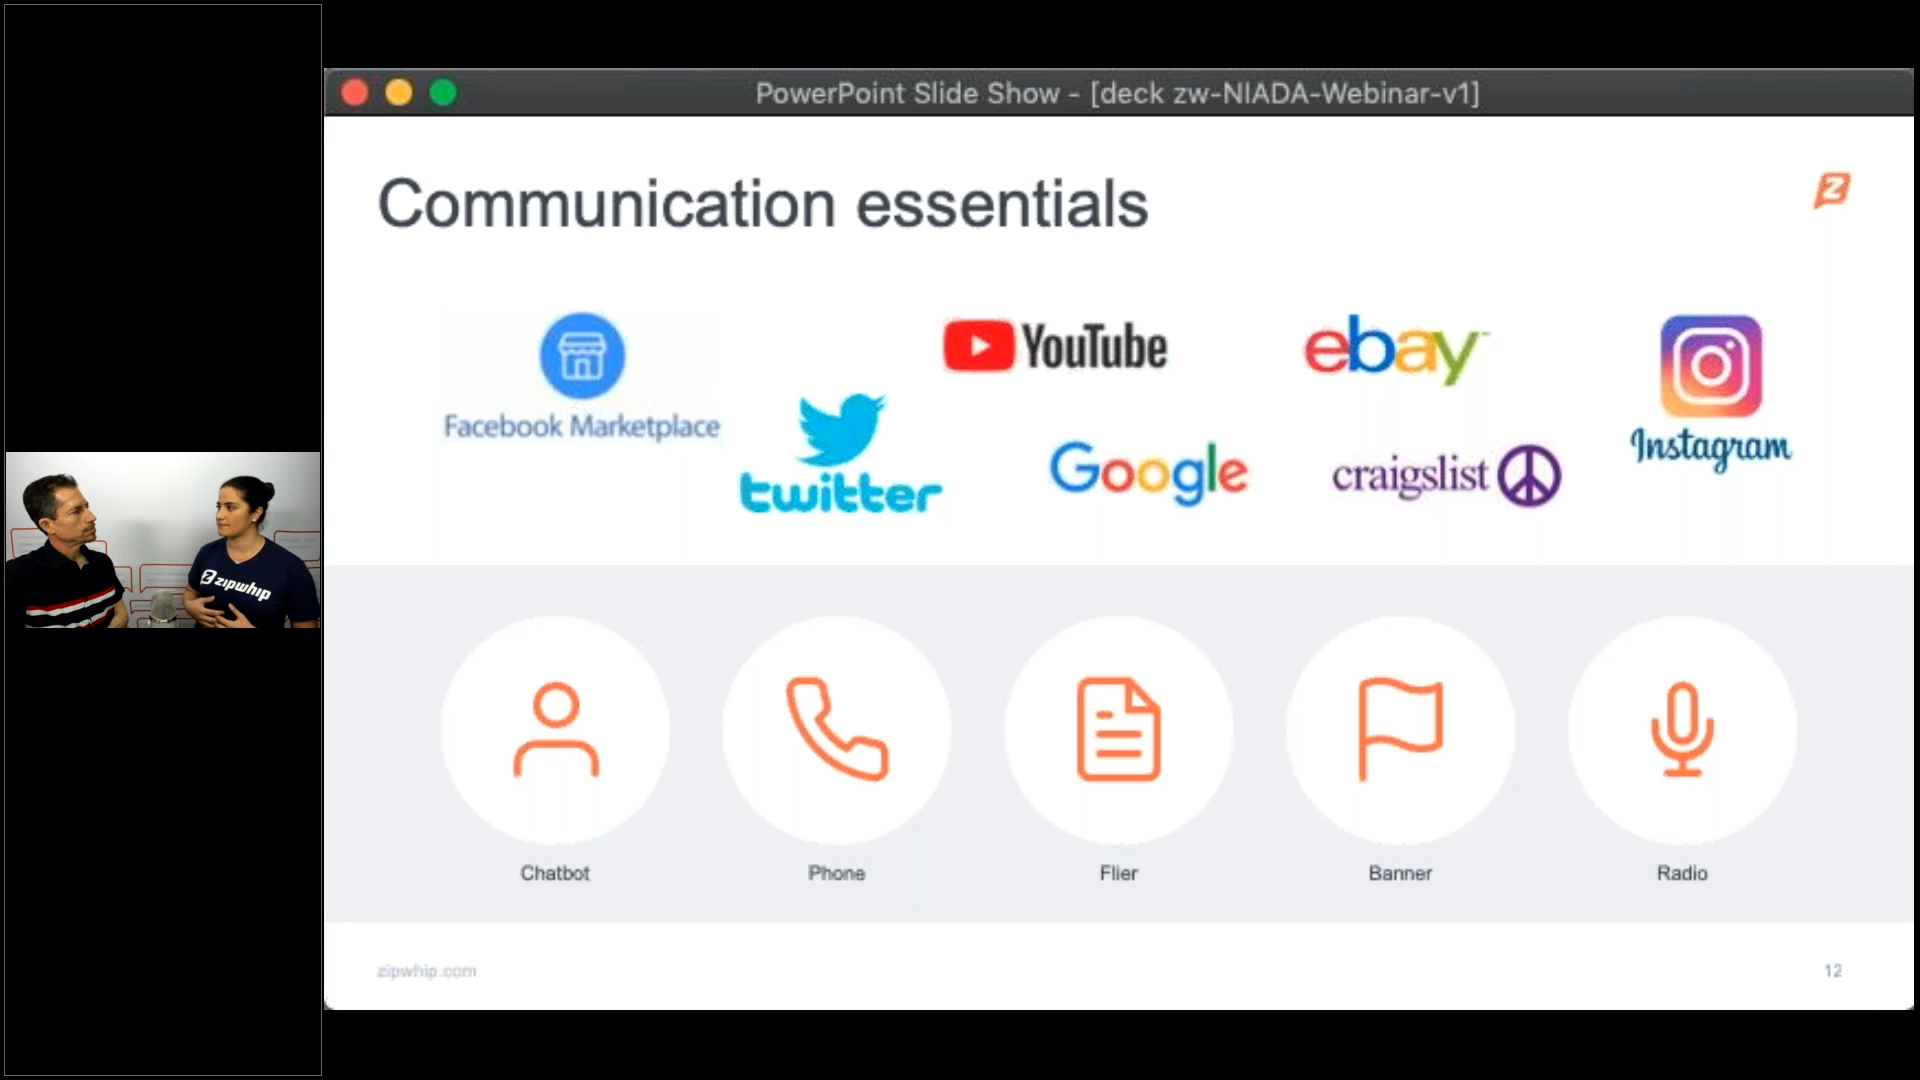 PowerPoint Slide Show - [deck zw-NIADA-Webinar-v1]
Communication essentials
Z
Facebook Marketplace
twitter
YouTube
Google
ebay
craigslist
Instagram
Z zipwhip
Chatbot
Phone
Flier
Banner
Radio
zipwhip.com
12